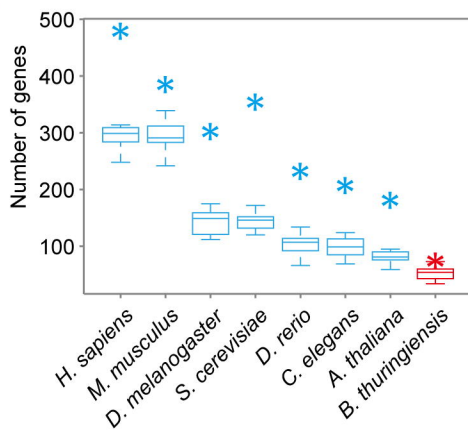 Number of genes
500
400
300
200
100
H. sapiens
M. musculus
D. melanogaster
S. cerevisiae
D. rerio
C. elegans
A. thaliana
B. thuringiensis